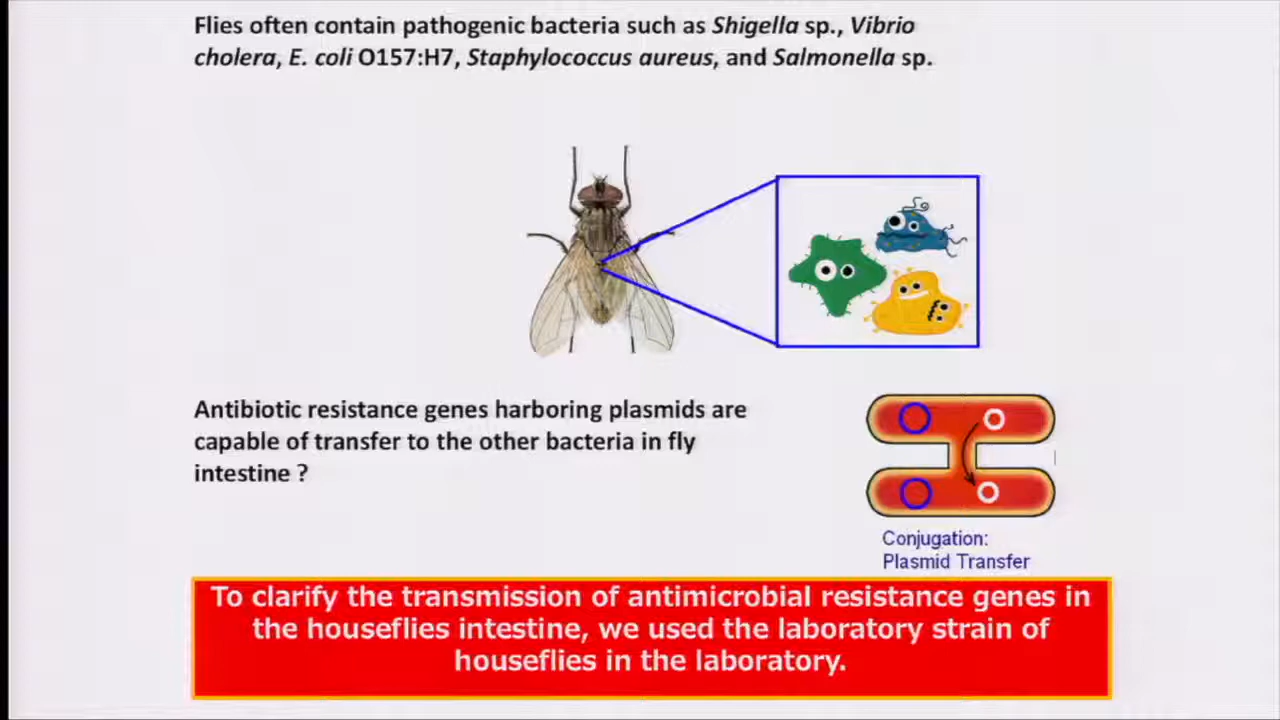 Flies often contain pathogenic bacteria such as Shigella sp., Vibrio
cholera, E. coli O157:H7, Staphylococcus aureus, and Salmonella sp.
Antibiotic resistance genes harboring plasmids are
capable of transfer to the other bacteria in fly
intestine ?
Conjugation:
Plasmid Transfer
To clarify the transmission of antimicrobial resistance genes in
the houseflies intestine, we used the laboratory strain of
houseflies in the laboratory.